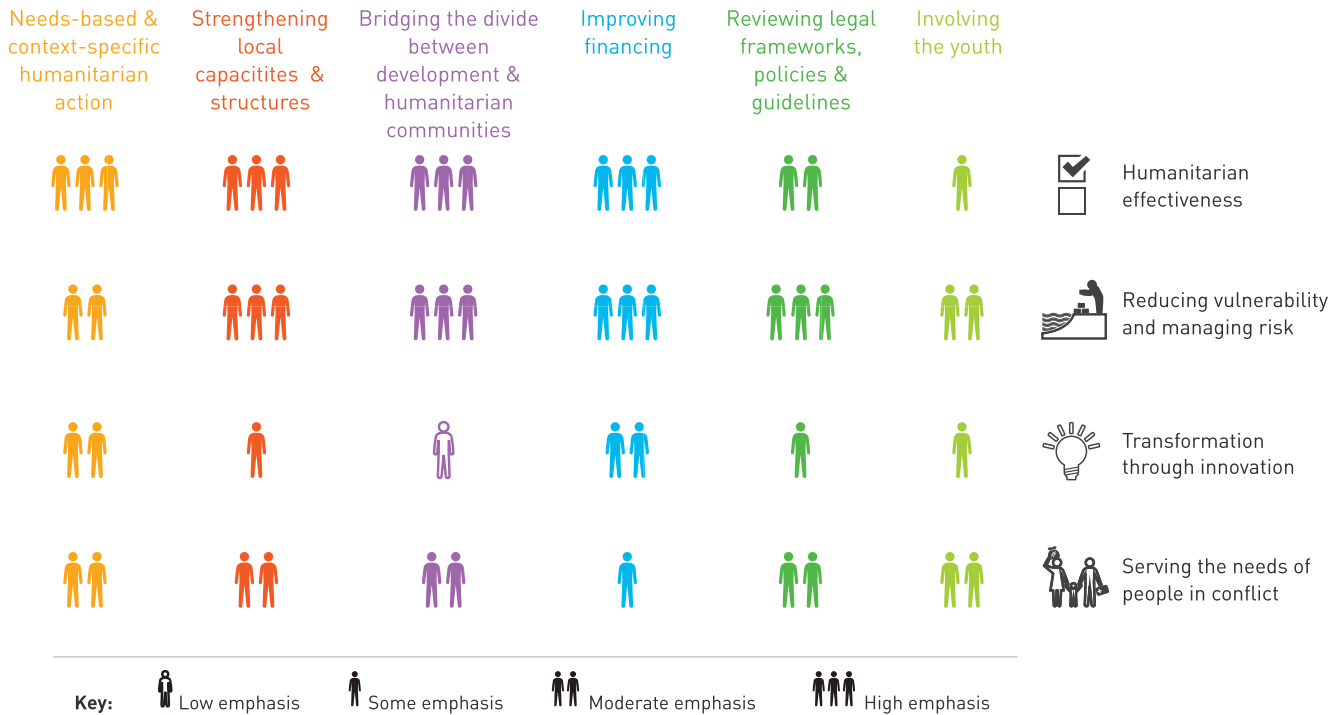 Needs-based &
context-specific
humanitarian
action
Strengthening
local
capacitites &
structures
Bridging the divide
between
development &
humanitarian
communities
Improving
financing
Reviewing legal
frameworks,
policies &
guidelines
Involving
the youth
Humanitarian
effectiveness
Reducing vulnerability
and managing risk
Transformation
through innovation
Serving the needs of
people in conflict
Key: Low emphasis Some emphasis Moderate emphasis High emphasis